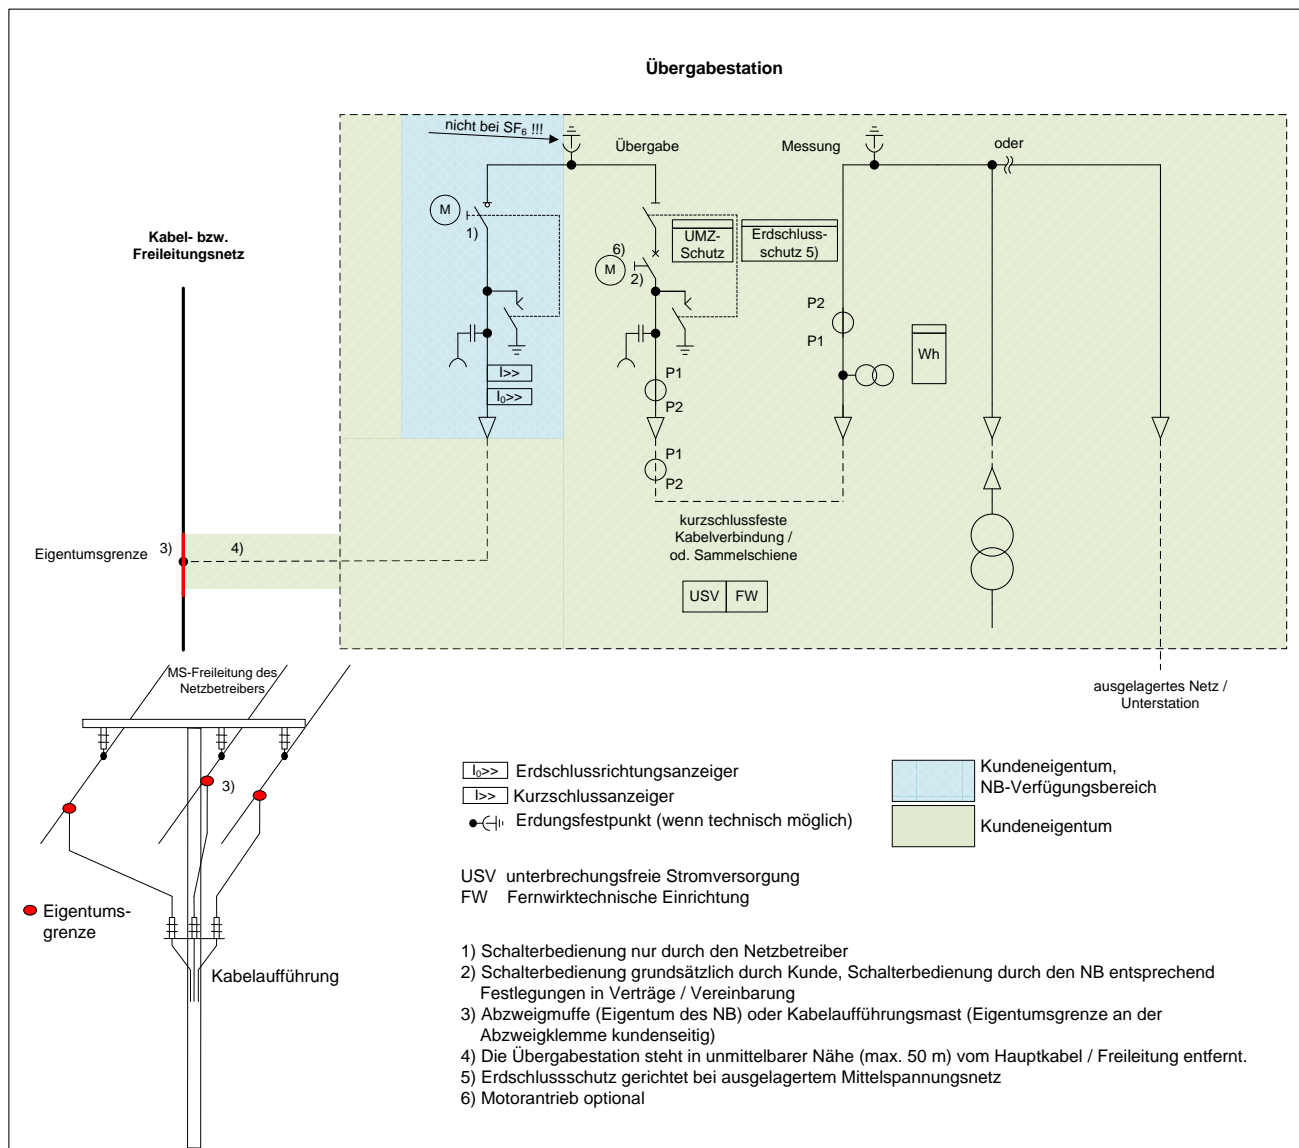 Übergabestation
nicht bei SF₆ !!!
Übergabe
Messung
oder
M
1)
Kabel- bzw.
Freileitungsnetz
UMZ-
Schutz
Erdschluss-
schutz 5)
6)
M
2)
P2
P1
Wh
I>>
I₀>>
P1
P2
P1
P2
kurzschlussfeste
Kabelverbindung /
od. Sammelschiene
Eigentumsgrenze
3)
4)
USV
FW
MS-Freileitung des
Netzbetreibers
ausgelagertes Netz /
Unterstation
3)
Eigentums-
grenze
Kabelaufführung
I₀>> Erdschlussrichtungsanzeiger
I>> Kurzschlussanzeiger
Erdungsfestpunkt (wenn technisch möglich)
Kundeneigentum,
NB-Verfügungsbereich
Kundeneigentum
USV unterbrechungsfreie Stromversorgung
FW Fernwirktechnische Einrichtung
1) Schalterbedienung nur durch den Netzbetreiber
2) Schalterbedienung grundsätzlich durch Kunde, Schalterbedienung durch den NB entsprechend
Festlegungen in Verträge / Vereinbarung
3) Abzweigmuffe (Eigentum des NB) oder Kabelaufführungsmast (Eigentumsgrenze an der
Abzweigklemme kundenseitig)
4) Die Übergabestation steht in unmittelbarer Nähe (max. 50 m) vom Hauptkabel / Freileitung entfernt.
5) Erdschlussschutz gerichtet bei ausgelagertem Mittelspannungsnetz
6) Motorantrieb optional